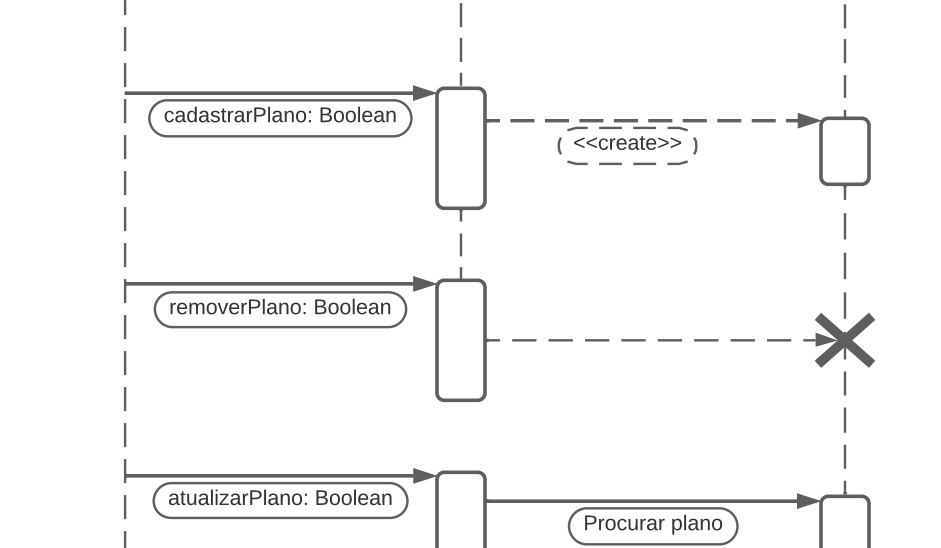 cadastrarPlano: Boolean
<<create>>
removerPlano: Boolean
atualizarPlano: Boolean
Procurar plano